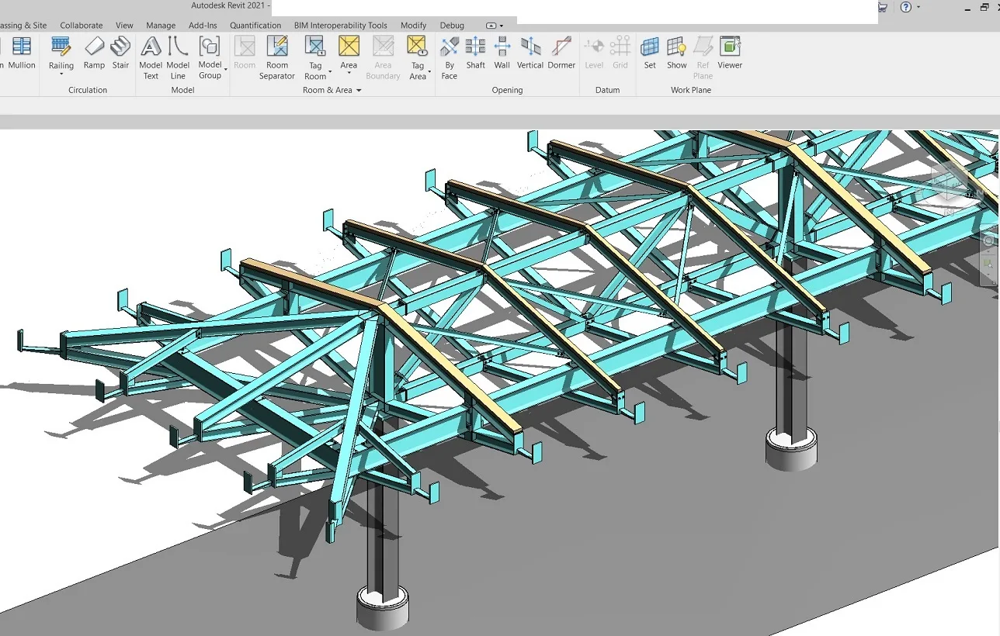 Autodesk Revit 2021 -
assing & Site Collaborate View Manage Add-Ins Quantification BIM Interoperability Tools Modify Debug
n Mullion Railing Ramp Stair Model Model Model Room Room Tag Area Area Tag By Shaft Wall Vertical Dormer Level Grid Set Show Ref Viewer
Text Line Group Separator Room Boundary Area Face Plane
Circulation Model Room & Area Opening Datum Work Plane